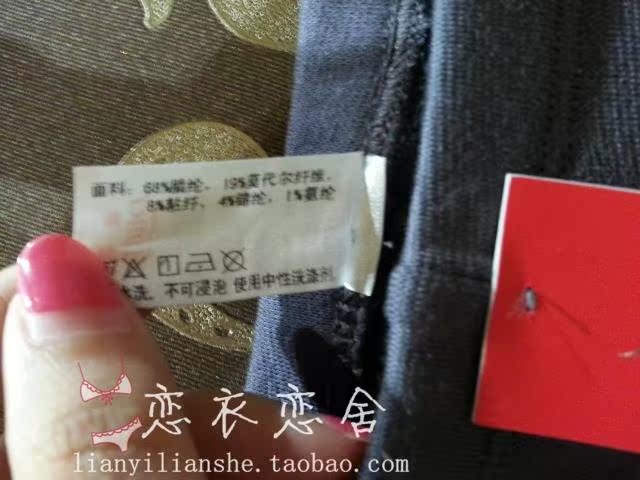 面料：68%腈纶，19%莫代尔纤维，
8%粘纤，4%锦纶，1%氨纶
水洗，不可浸泡 使用中性洗涤剂，
恋衣恋舍
lianyilianshe.taobao.com